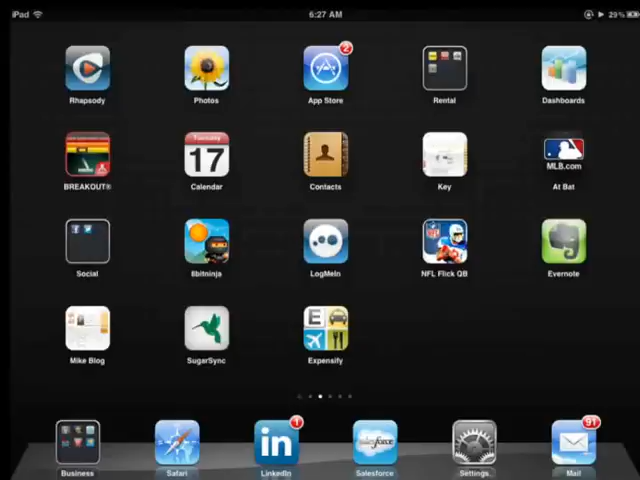 iPad 6:27 AM 29%
2
Rhapsody Photos App Store Rental Dashboards
Tuesday
17
MLB.com
BREAKOUT® Calendar Contacts Key At Bat
NFL
Social 8bitninja LogMeIn NFL Flick QB Evernote
E
Mike Blog SugarSync Expensify
1 91
in salesforce
Business Safari LinkedIn Salesforce Settings Mail